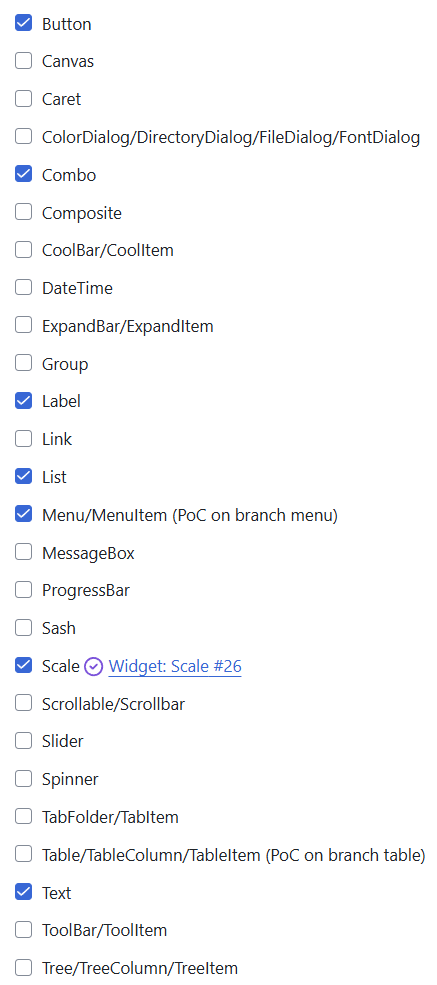 Button
Canvas
Caret
ColorDialog/DirectoryDialog/FileDialog/FontDialog
Combo
Composite
CoolBar/CoolItem
DateTime
ExpandBar/ExpandItem
Group
Label
Link
List
Menu/MenuItem (PoC on branch menu)
MessageBox
ProgressBar
Sash
Scale Widget: Scale #26
Scrollable/Scrollbar
Slider
Spinner
TabFolder/TabItem
Table/TableColumn/TableItem (PoC on branch table)
Text
ToolBar/ToolItem
Tree/TreeColumn/TreeItem